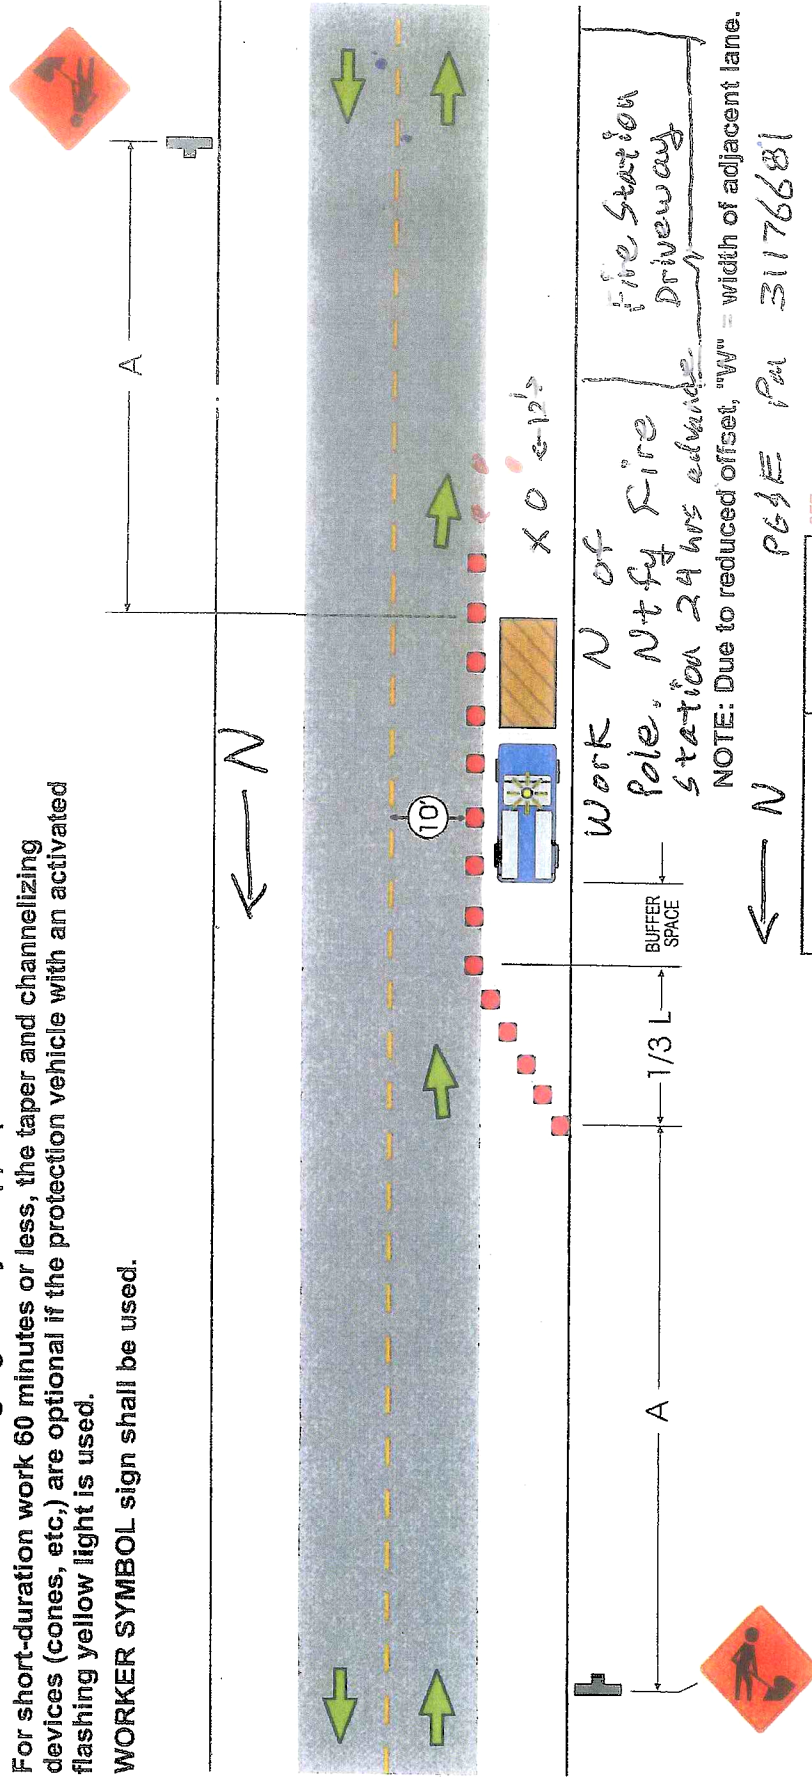 For short-duration work 60 minutes or less, the taper and channelizing
devices (cones, etc,) are optional if the protection vehicle with an activated
flashing yellow light is used.
WORKER SYMBOL sign shall be used.
A
N
10'
X O ← 12'>
Fire Station
Driveway
Work N of
Pole. Ntfy Fire
Station 24 hrs advance
BUFFER
SPACE
1/3 L
A
NOTE: Due to reduced offset, "W" = width of adjacent lane.
N
PG&E Pm 31176681